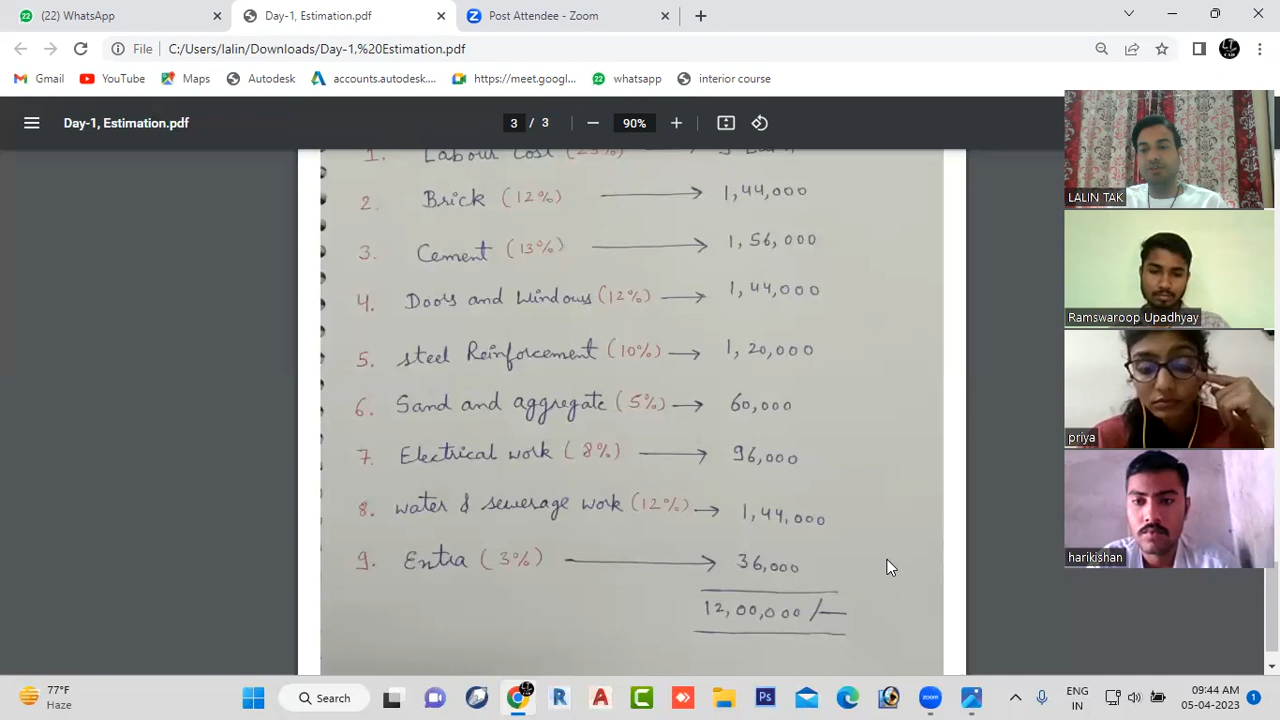 (22) WhatsApp
Day-1, Estimation.pdf
Post Attendee - Zoom
File
C:/Users/lalin/Downloads/Day-1,%20Estimation.pdf
Gmail
YouTube
Maps
Autodesk
accounts.autodesk....
https://meet.googl...
whatsapp
interior course
Day-1, Estimation.pdf
3 / 3
90%
1. Labour Cost (25%)
2. Brick (12%) → 1,44,000
3. Cement (13%) → 1,56,000
4. Doors and Windows (12%) → 1,44,000
5. Steel Reinforcement (10%) → 1,20,000
6. Sand and aggregate (5%) → 60,000
7. Electrical work (8%) → 96,000
8. water & sewerage work (12%) → 1,44,000
9. Extra (3%) → 36,000
12,00,000/—
LALIN TAK
Ramswaroop Upadhyay
priya
harikishan
77°F
Haze
Search
ENG
IN
09:44 AM
05-04-2023
1